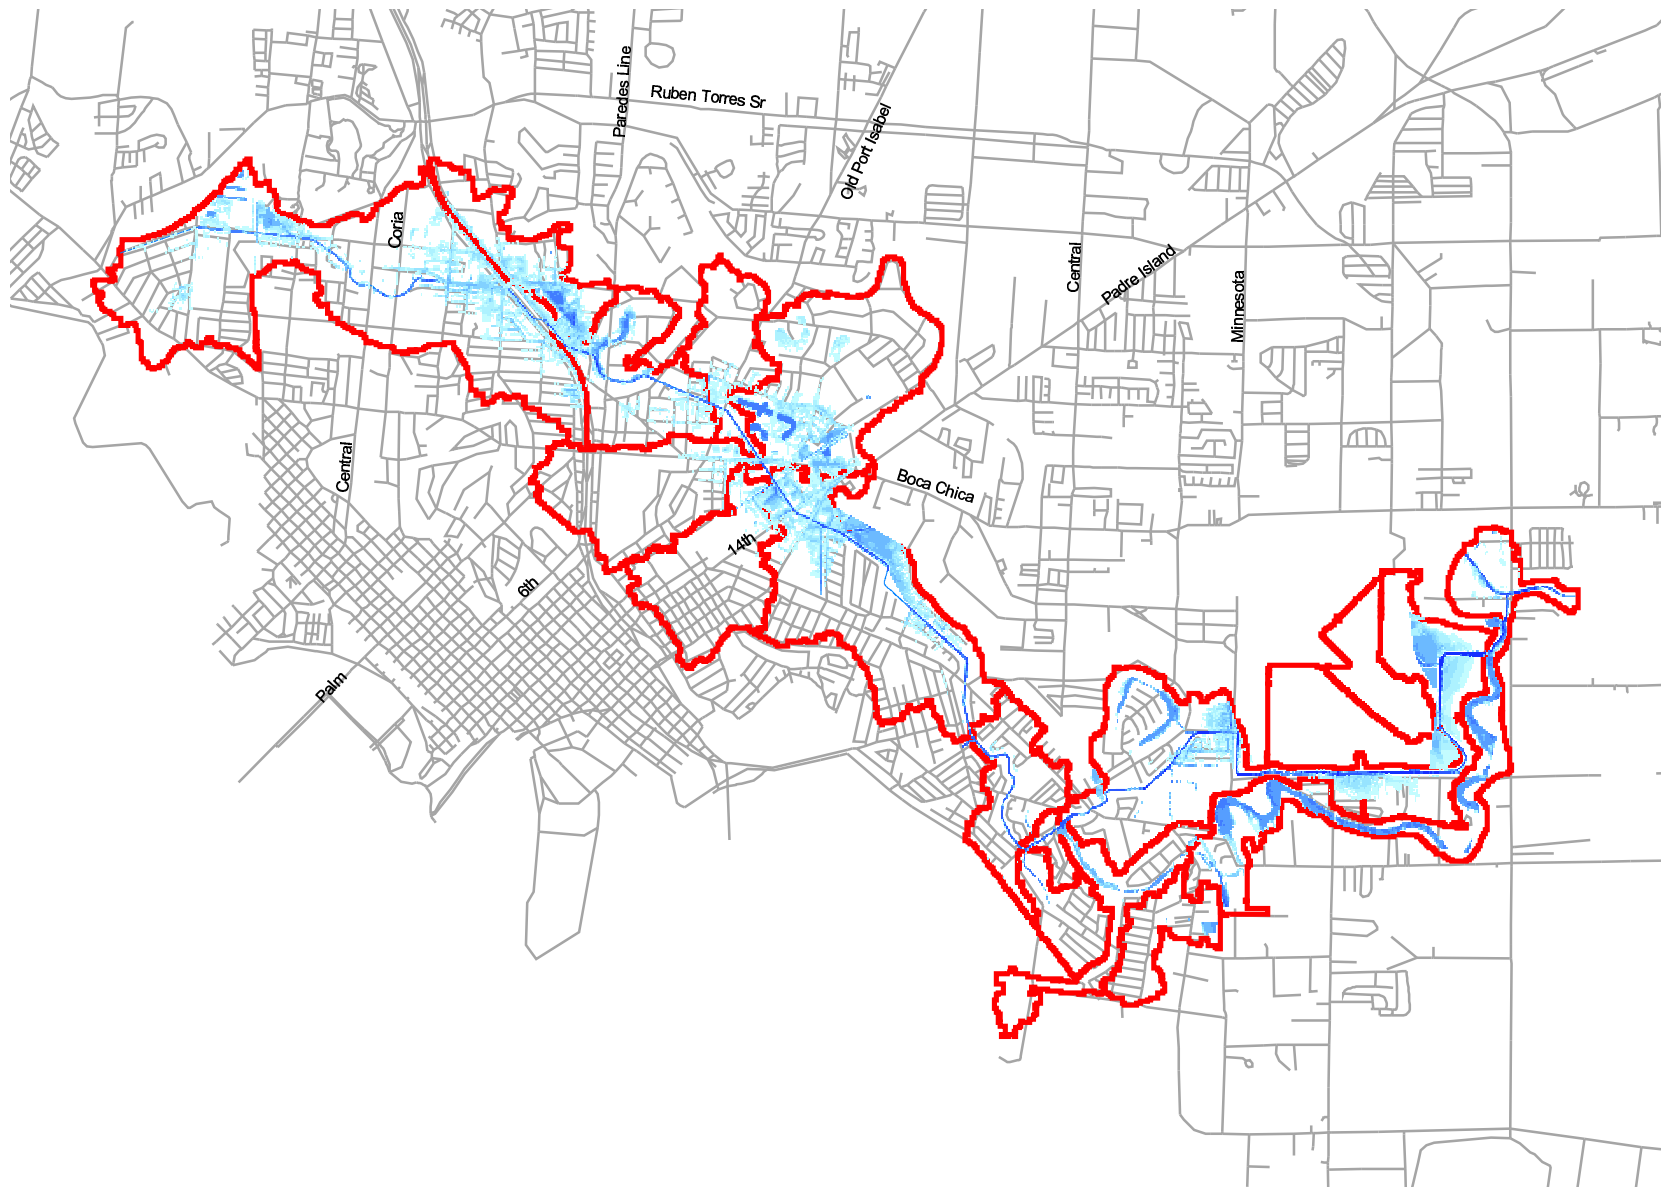 Paredes Line
Ruben Torres Sr
Old Port Isabel
Coria
Central
Padre Island
Minnesota
Central
Boca Chica
14th
6th
Palm